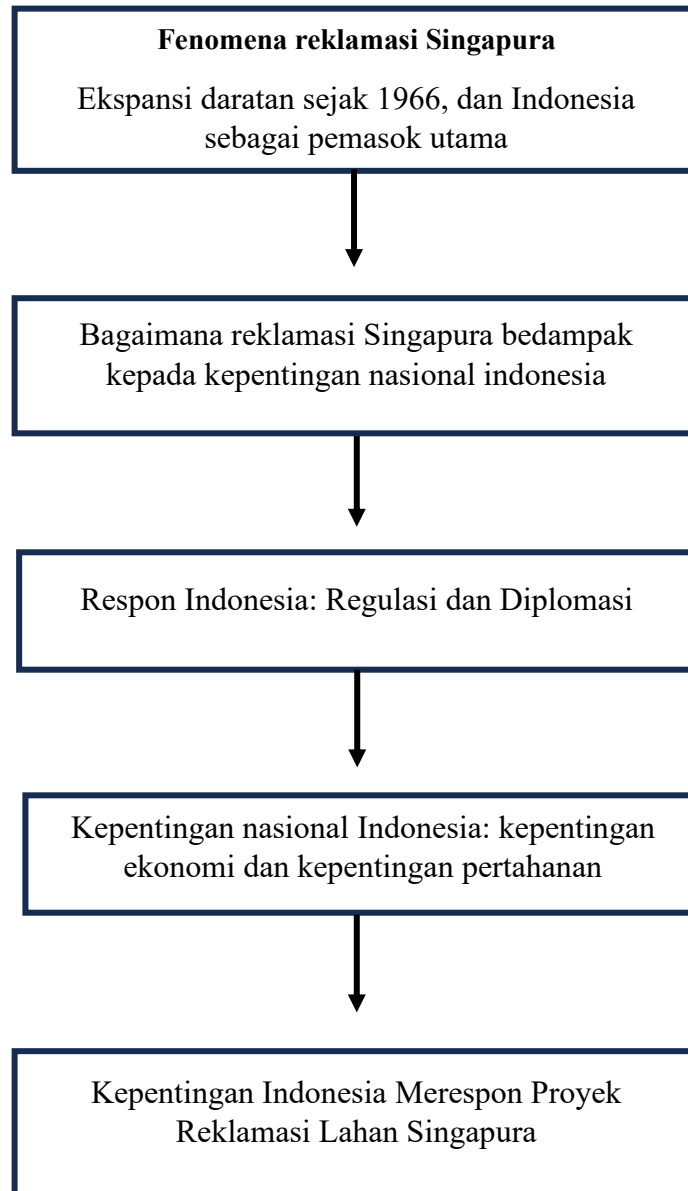 Fenomena reklamasi Singapura
Ekspansi daratan sejak 1966, dan Indonesia
sebagai pemasok utama
Bagaimana reklamasi Singapura bedampak
kepada kepentingan nasional indonesia
Respon Indonesia: Regulasi dan Diplomasi
Kepentingan nasional Indonesia: kepentingan
ekonomi dan kepentingan pertahanan
Kepentingan Indonesia Merespon Proyek
Reklamasi Lahan Singapura